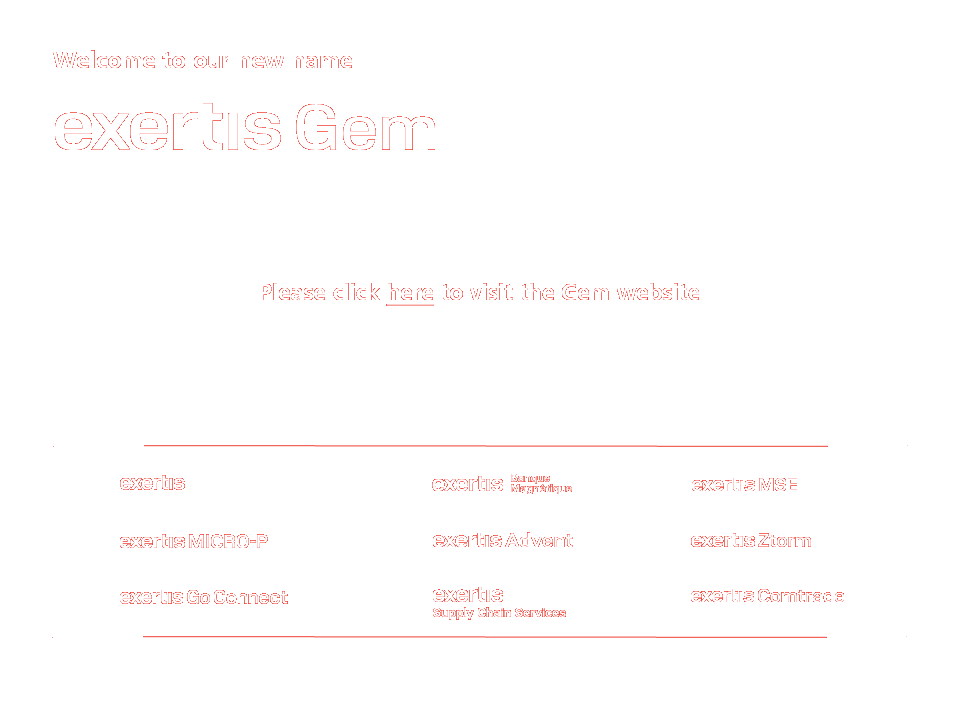 Welcome to our new name
exertis Gem
Please click here to visit the Gem website
exertis
exertis Banque Magnétique
exertis MSE
exertis MICRO-P
exertis Advent
exertis Ztorm
exertis Go Connect
exertis
Supply Chain Services
exertis Comtrade